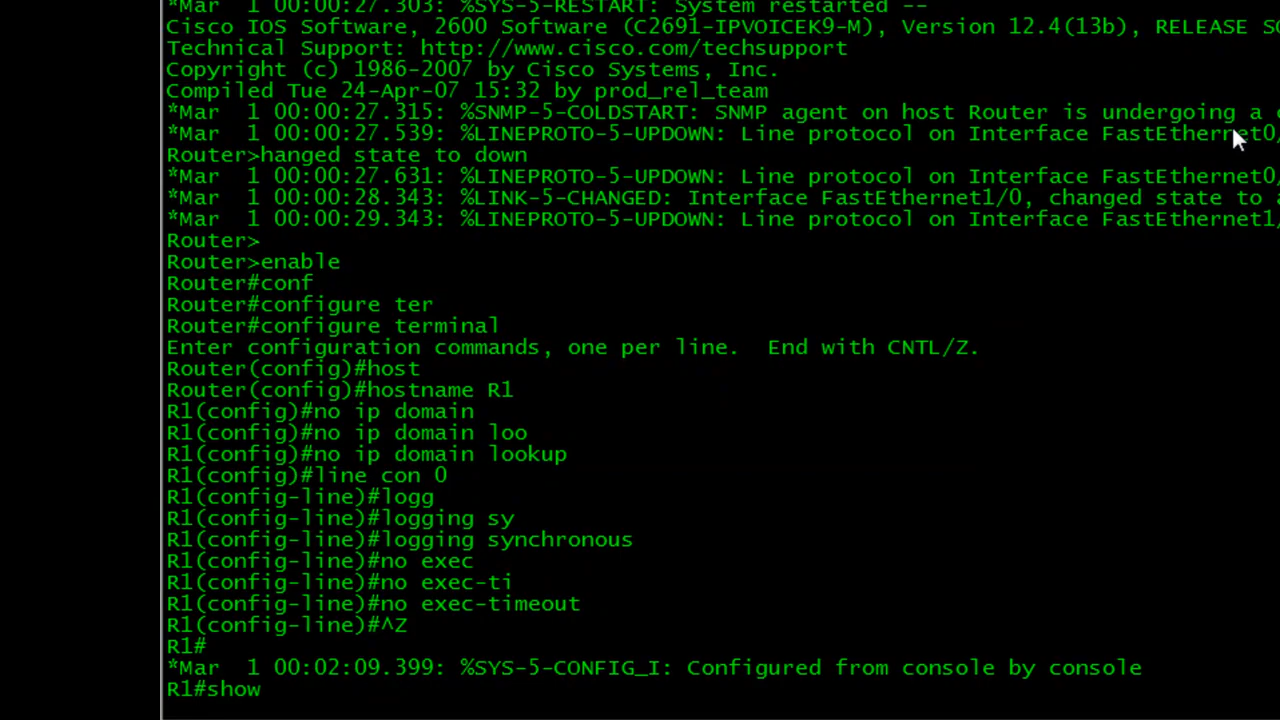 *Mar  1 00:00:27.303: %SYS-5-RESTART: System restarted --
Cisco IOS Software, 2600 Software (C2691-IPVOICEK9-M), Version 12.4(13b), RELEASE SO
Technical Support: http://www.cisco.com/techsupport
Copyright (c) 1986-2007 by Cisco Systems, Inc.
Compiled Tue 24-Apr-07 15:32 by prod_rel_team
*Mar  1 00:00:27.315: %SNMP-5-COLDSTART: SNMP agent on host Router is undergoing a c
*Mar  1 00:00:27.539: %LINEPROTO-5-UPDOWN: Line protocol on Interface FastEthernet0/
Router>hanged state to down
*Mar  1 00:00:27.631: %LINEPROTO-5-UPDOWN: Line protocol on Interface FastEthernet0/
*Mar  1 00:00:28.343: %LINK-5-CHANGED: Interface FastEthernet1/0, changed state to a
*Mar  1 00:00:29.343: %LINEPROTO-5-UPDOWN: Line protocol on Interface FastEthernet1/
Router>
Router>enable
Router#conf
Router#configure ter
Router#configure terminal
Enter configuration commands, one per line.  End with CNTL/Z.
Router(config)#host
Router(config)#hostname R1
R1(config)#no ip domain
R1(config)#no ip domain loo
R1(config)#no ip domain lookup
R1(config)#line con 0
R1(config-line)#logg
R1(config-line)#logging sy
R1(config-line)#logging synchronous
R1(config-line)#no exec
R1(config-line)#no exec-ti
R1(config-line)#no exec-timeout
R1(config-line)#^Z
R1#
*Mar  1 00:02:09.399: %SYS-5-CONFIG_I: Configured from console by console
R1#show